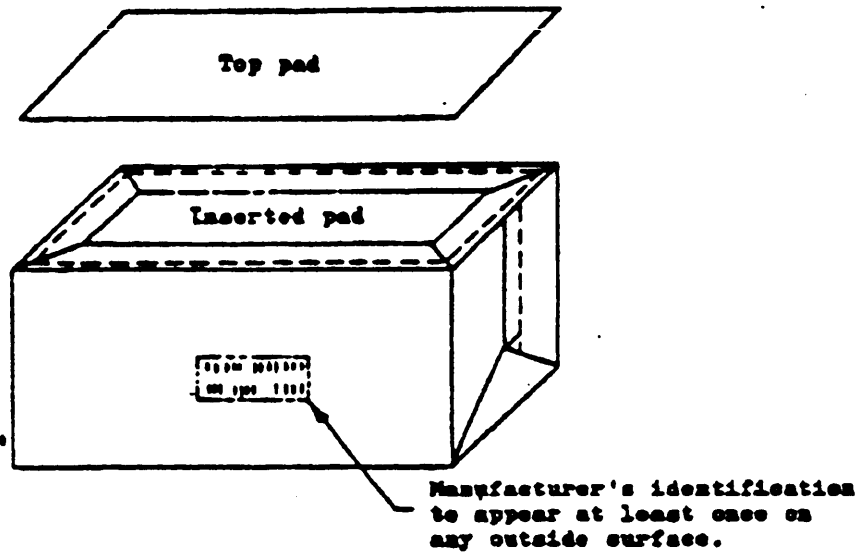 Top pad
Inserted pad
Manufacturer's identification
to appear at least once on
any outside surface.